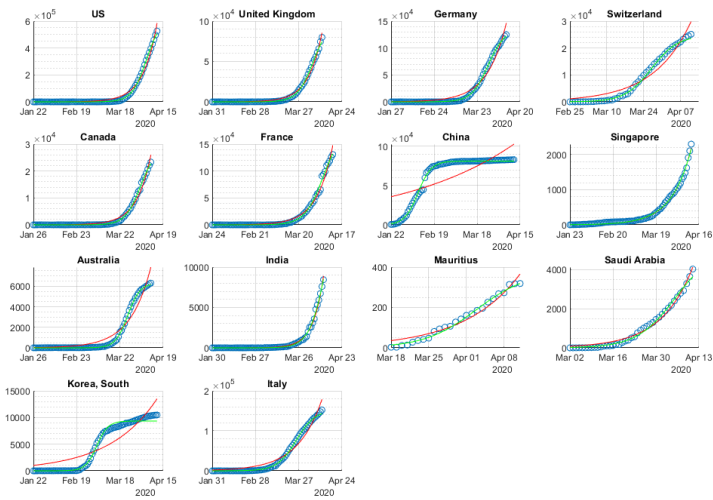 US
×10^5
6
4
2
0
Jan 22 Feb 19 Mar 18 Apr 15
2020
United Kingdom
×10^4
10
5
0
Jan 31 Feb 28 Mar 27 Apr 24
2020
Germany
×10^4
15
10
5
0
Jan 27 Feb 24 Mar 23 Apr 20
2020
Switzerland
×10^4
3
2
1
0
Feb 25 Mar 10 Mar 24 Apr 07
2020
Canada
×10^4
3
2
1
0
Jan 26 Feb 23 Mar 22 Apr 19
2020
France
×10^4
15
10
5
0
Jan 24 Feb 21 Mar 20 Apr 17
2020
China
×10^4
10
5
0
Jan 22 Feb 19 Mar 18 Apr 15
2020
Singapore
2000
1000
0
Jan 23 Feb 20 Mar 19 Apr 16
2020
Australia
6000
4000
2000
0
Jan 26 Feb 23 Mar 22 Apr 19
2020
India
10000
5000
0
Jan 30 Feb 27 Mar 26 Apr 23
2020
Mauritius
400
200
0
Mar 18 Mar 25 Apr 01 Apr 08
2020
Saudi Arabia
4000
2000
0
Mar 02 Mar 16 Mar 30 Apr 13
2020
Korea, South
15000
10000
5000
0
Jan 22 Feb 19 Mar 18 Apr 15
2020
Italy
×10^5
2
1
0
Jan 31 Feb 28 Mar 27 Apr 24
2020